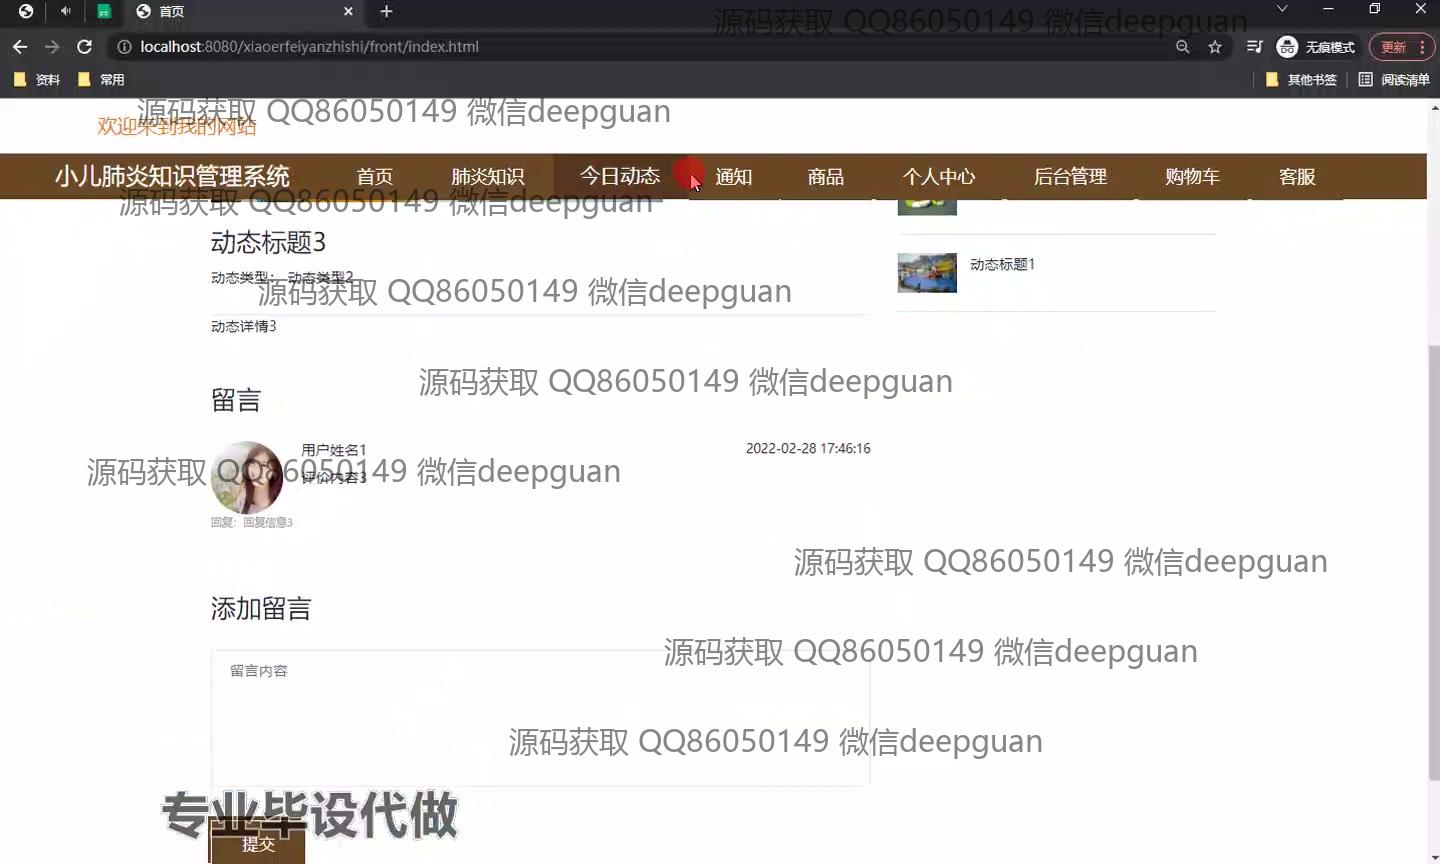 首页
源码获取 QQ86050149 微信deepguan
localhost:8080/xiaoerfeiyanzhishi/front/index.html
无痕模式
更新
资料
常用
其他书签
阅读清单
源码获取 QQ86050149 微信deepguan
欢迎来到我的网站
小儿肺炎知识管理系统
首页
肺炎知识
今日动态
通知
商品
个人中心
后台管理
购物车
客服
源码获取 QQ86050149 微信deepguan
动态标题3
动态标题1
动态类型： 动态类型2
源码获取 QQ86050149 微信deepguan
动态详情3
源码获取 QQ86050149 微信deepguan
留言
用户姓名1
2022-02-28 17:46:16
源码获取 QQ86050149 微信deepguan
评价内容3
回复：回复信息3
源码获取 QQ86050149 微信deepguan
添加留言
源码获取 QQ86050149 微信deepguan
留言内容
源码获取 QQ86050149 微信deepguan
专业毕设代做
提交